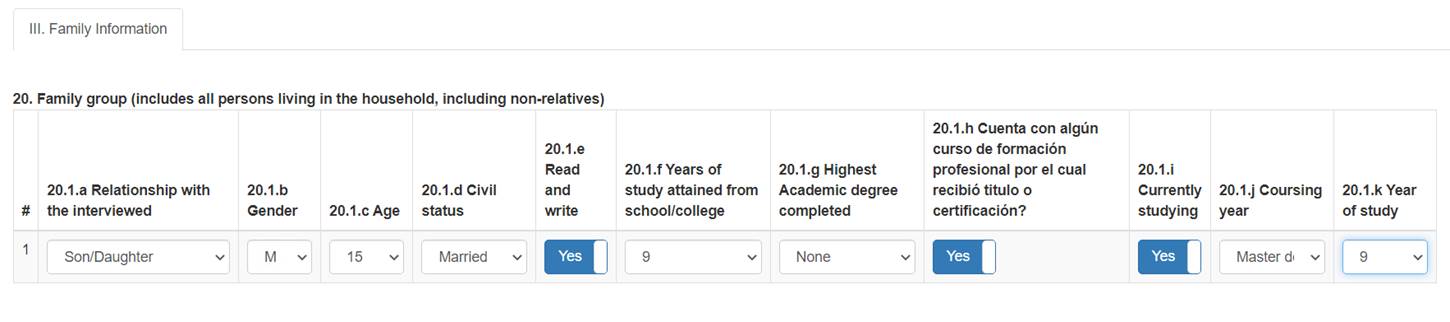 III. Family Information
20. Family group (includes all persons living in the household, including non-relatives)
#
20.1.a Relationship with
the interviewed
20.1.b
Gender
20.1.c Age
20.1.d Civil
status
20.1.e
Read
and
write
20.1.f Years of
study attained from
school/college
20.1.g Highest
Academic degree
completed
20.1.h Cuenta con algún
curso de formación
profesional por el cual
recibió titulo o
certificación?
20.1.i
Currently
studying
20.1.j Coursing
year
20.1.k Year
of study
1
Son/Daughter
M
15
Married
Yes
9
None
Yes
Yes
Master
9